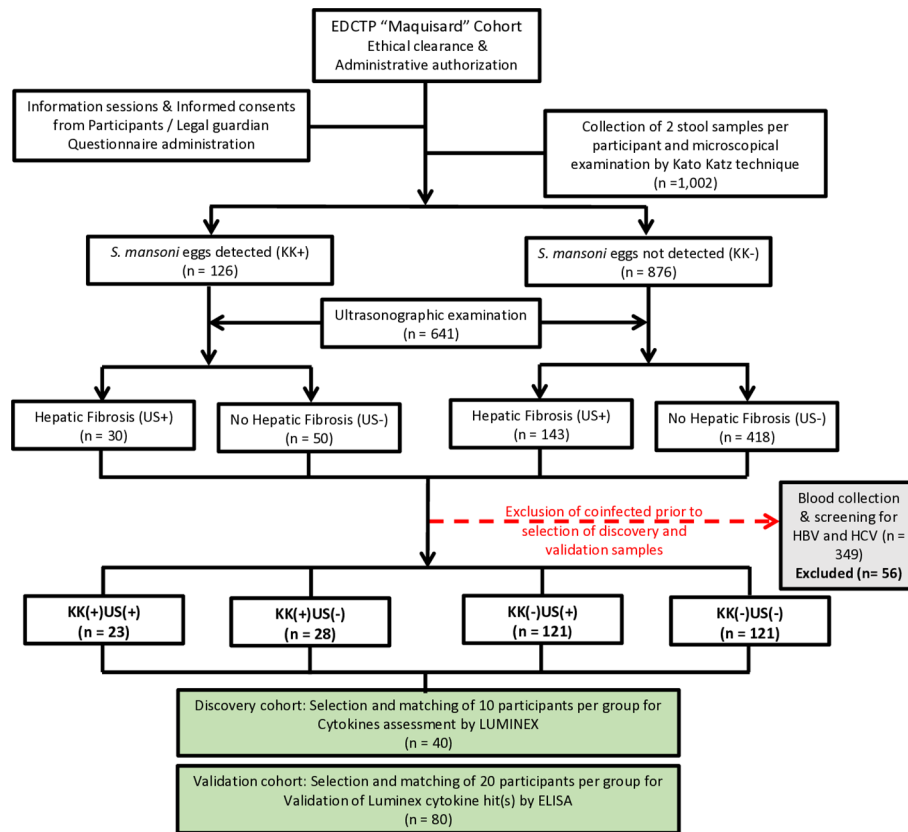 EDCTP “Maquisard” Cohort
Ethical clearance &
Administrative authorization
Information sessions & Informed consents
from Participants / Legal guardian
Questionnaire administration
Collection of 2 stool samples per
participant and microscopical
examination by Kato Katz technique
(n =1,002)
S. mansoni eggs detected (KK+)
(n = 126)
S. mansoni eggs not detected (KK-)
(n = 876)
Ultrasonographic examination
(n = 641)
Hepatic Fibrosis (US+)
(n = 30)
No Hepatic Fibrosis (US-)
(n = 50)
Hepatic Fibrosis (US+)
(n = 143)
No Hepatic Fibrosis (US-)
(n = 418)
Exclusion of coinfected prior to
selection of discovery and
validation samples
Blood collection
& screening for
HBV and HCV (n =
349)
Excluded (n= 56)
KK(+)US(+)
(n = 23)
KK(+)US(-)
(n = 28)
KK(-)US(+)
(n = 121)
KK(-)US(-)
(n = 121)
Discovery cohort: Selection and matching of 10 participants per group for
Cytokines assessment by LUMINEX
(n = 40)
Validation cohort: Selection and matching of 20 participants per group for
Validation of Luminex cytokine hit(s) by ELISA
(n = 80)